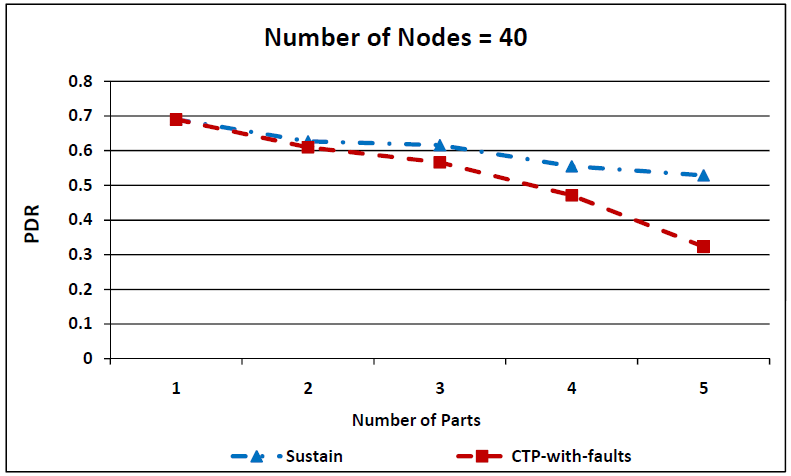 Number of Nodes = 40
0.8
0.7
0.6
0.5
0.4
0.3
0.2
0.1
0
PDR
1 2 3 4 5
Number of Parts
Sustain CTP-with-faults